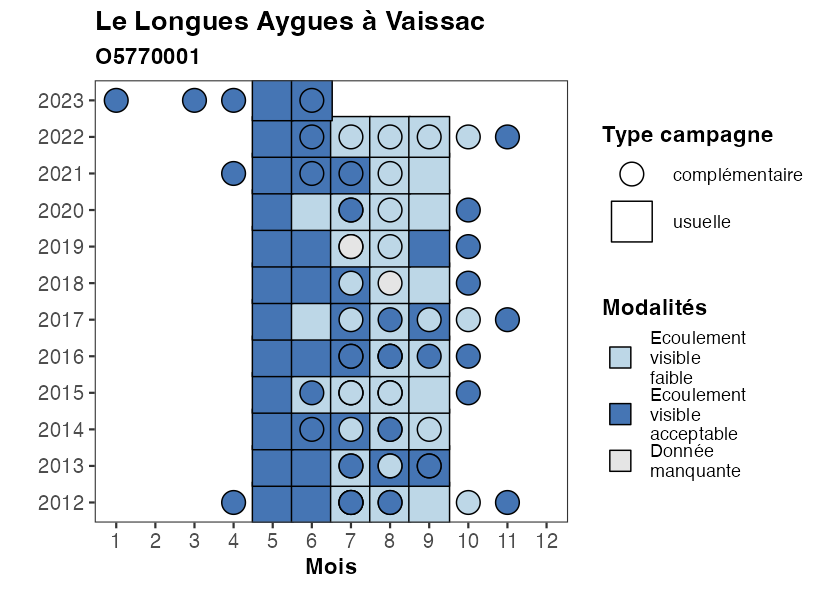 Le Longues Aygues à Vaissac
O5770001
2023
2022
2021
2020
2019
2018
2017
2016
2015
2014
2013
2012
1 2 3 4 5 6 7 8 9 10 11 12
Mois
Type campagne
complémentaire
usuelle
Modalités
Ecoulement
visible
faible
Ecoulement
visible
acceptable
Donnée
manquante